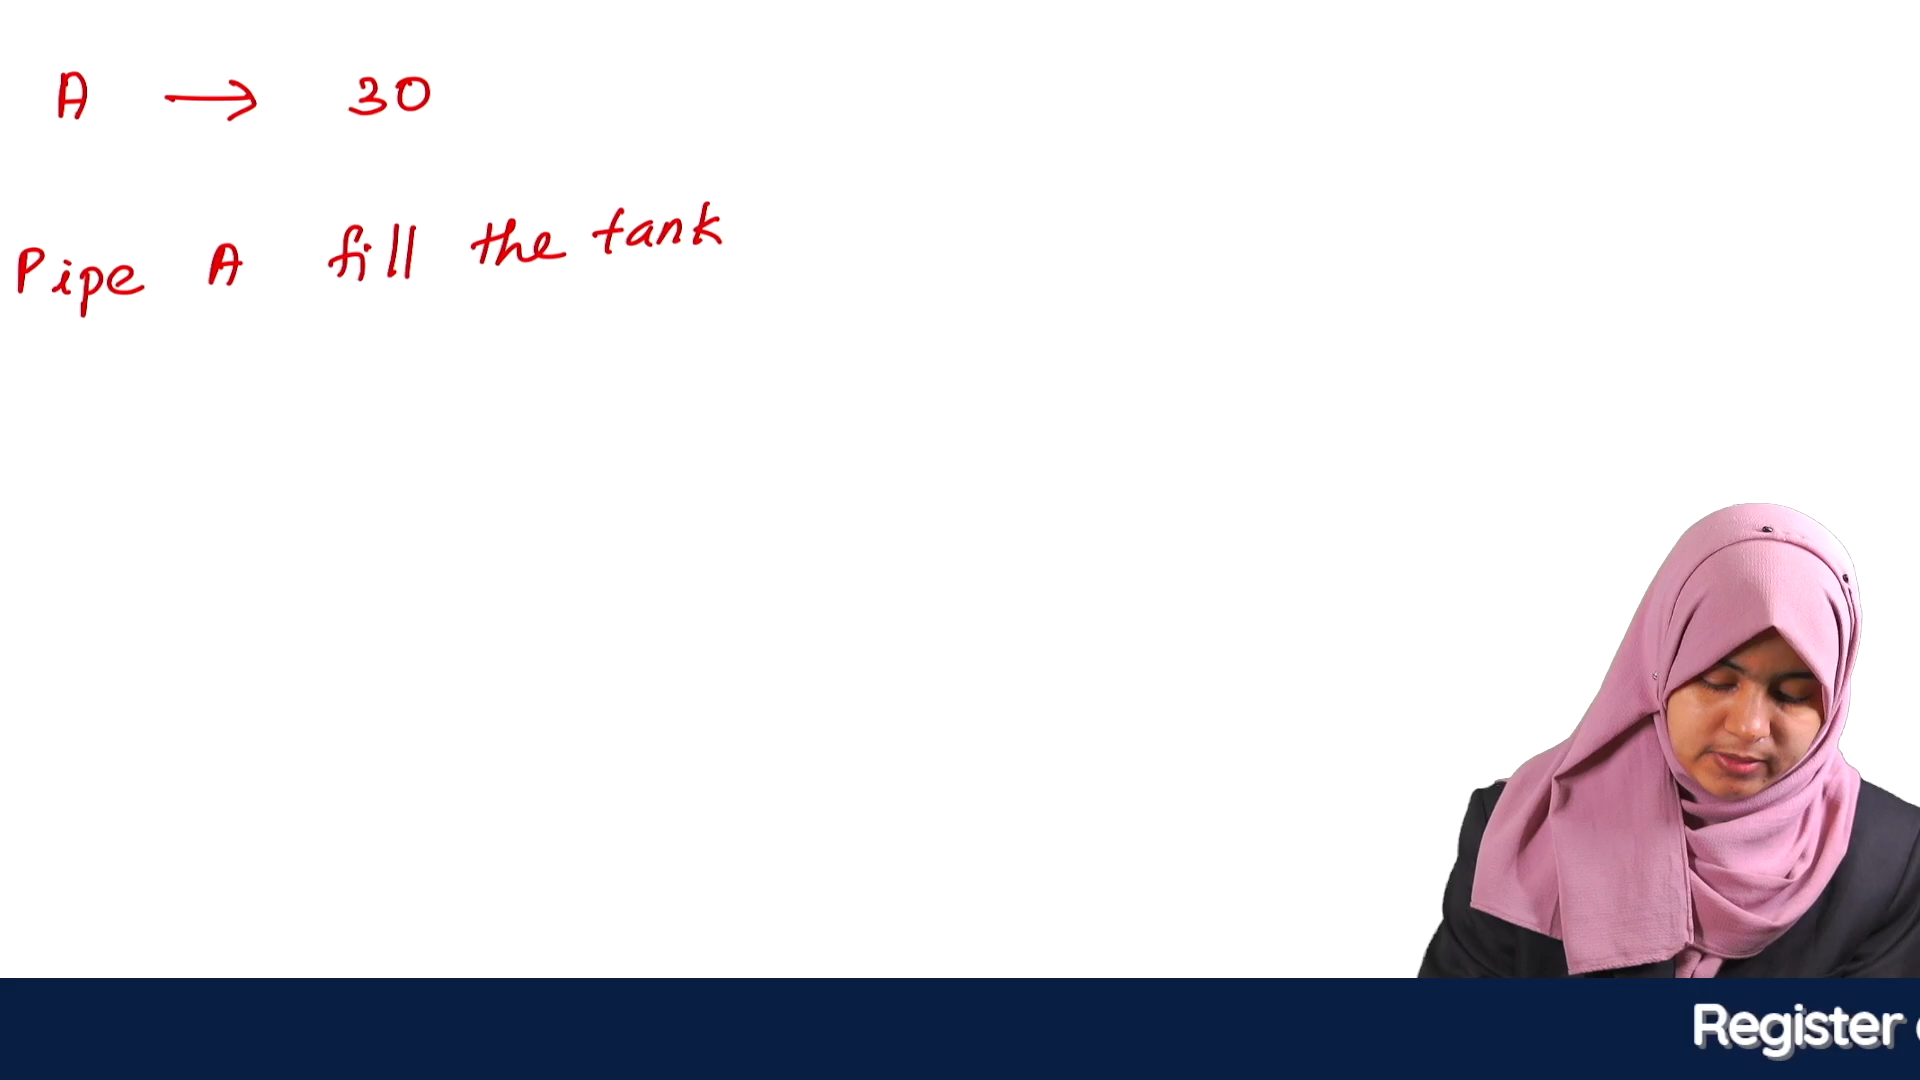 A → 30
Pipe A fill the tank
Register